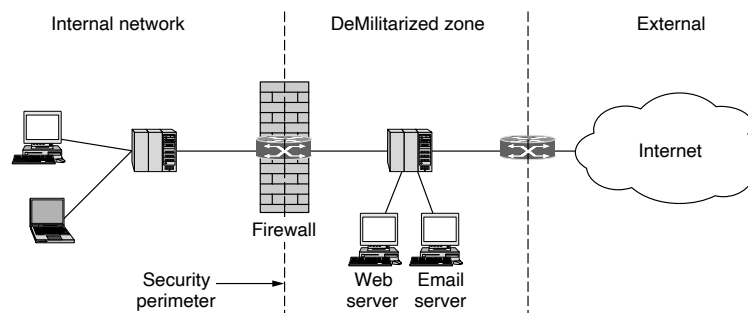 Internal network
DeMilitarized zone
External
Internet
Firewall
Security
perimeter
Web
server
Email
server